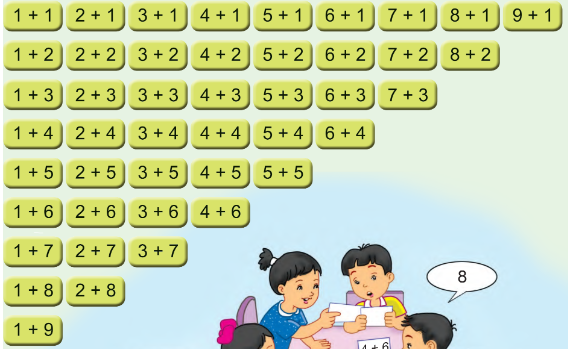 1 + 1 2 + 1 3 + 1 4 + 1 5 + 1 6 + 1 7 + 1 8 + 1 9 + 1
1 + 2 2 + 2 3 + 2 4 + 2 5 + 2 6 + 2 7 + 2 8 + 2
1 + 3 2 + 3 3 + 3 4 + 3 5 + 3 6 + 3 7 + 3
1 + 4 2 + 4 3 + 4 4 + 4 5 + 4 6 + 4
1 + 5 2 + 5 3 + 5 4 + 5 5 + 5
1 + 6 2 + 6 3 + 6 4 + 6
1 + 7 2 + 7 3 + 7
8
1 + 8 2 + 8
1 + 9
4 + 6